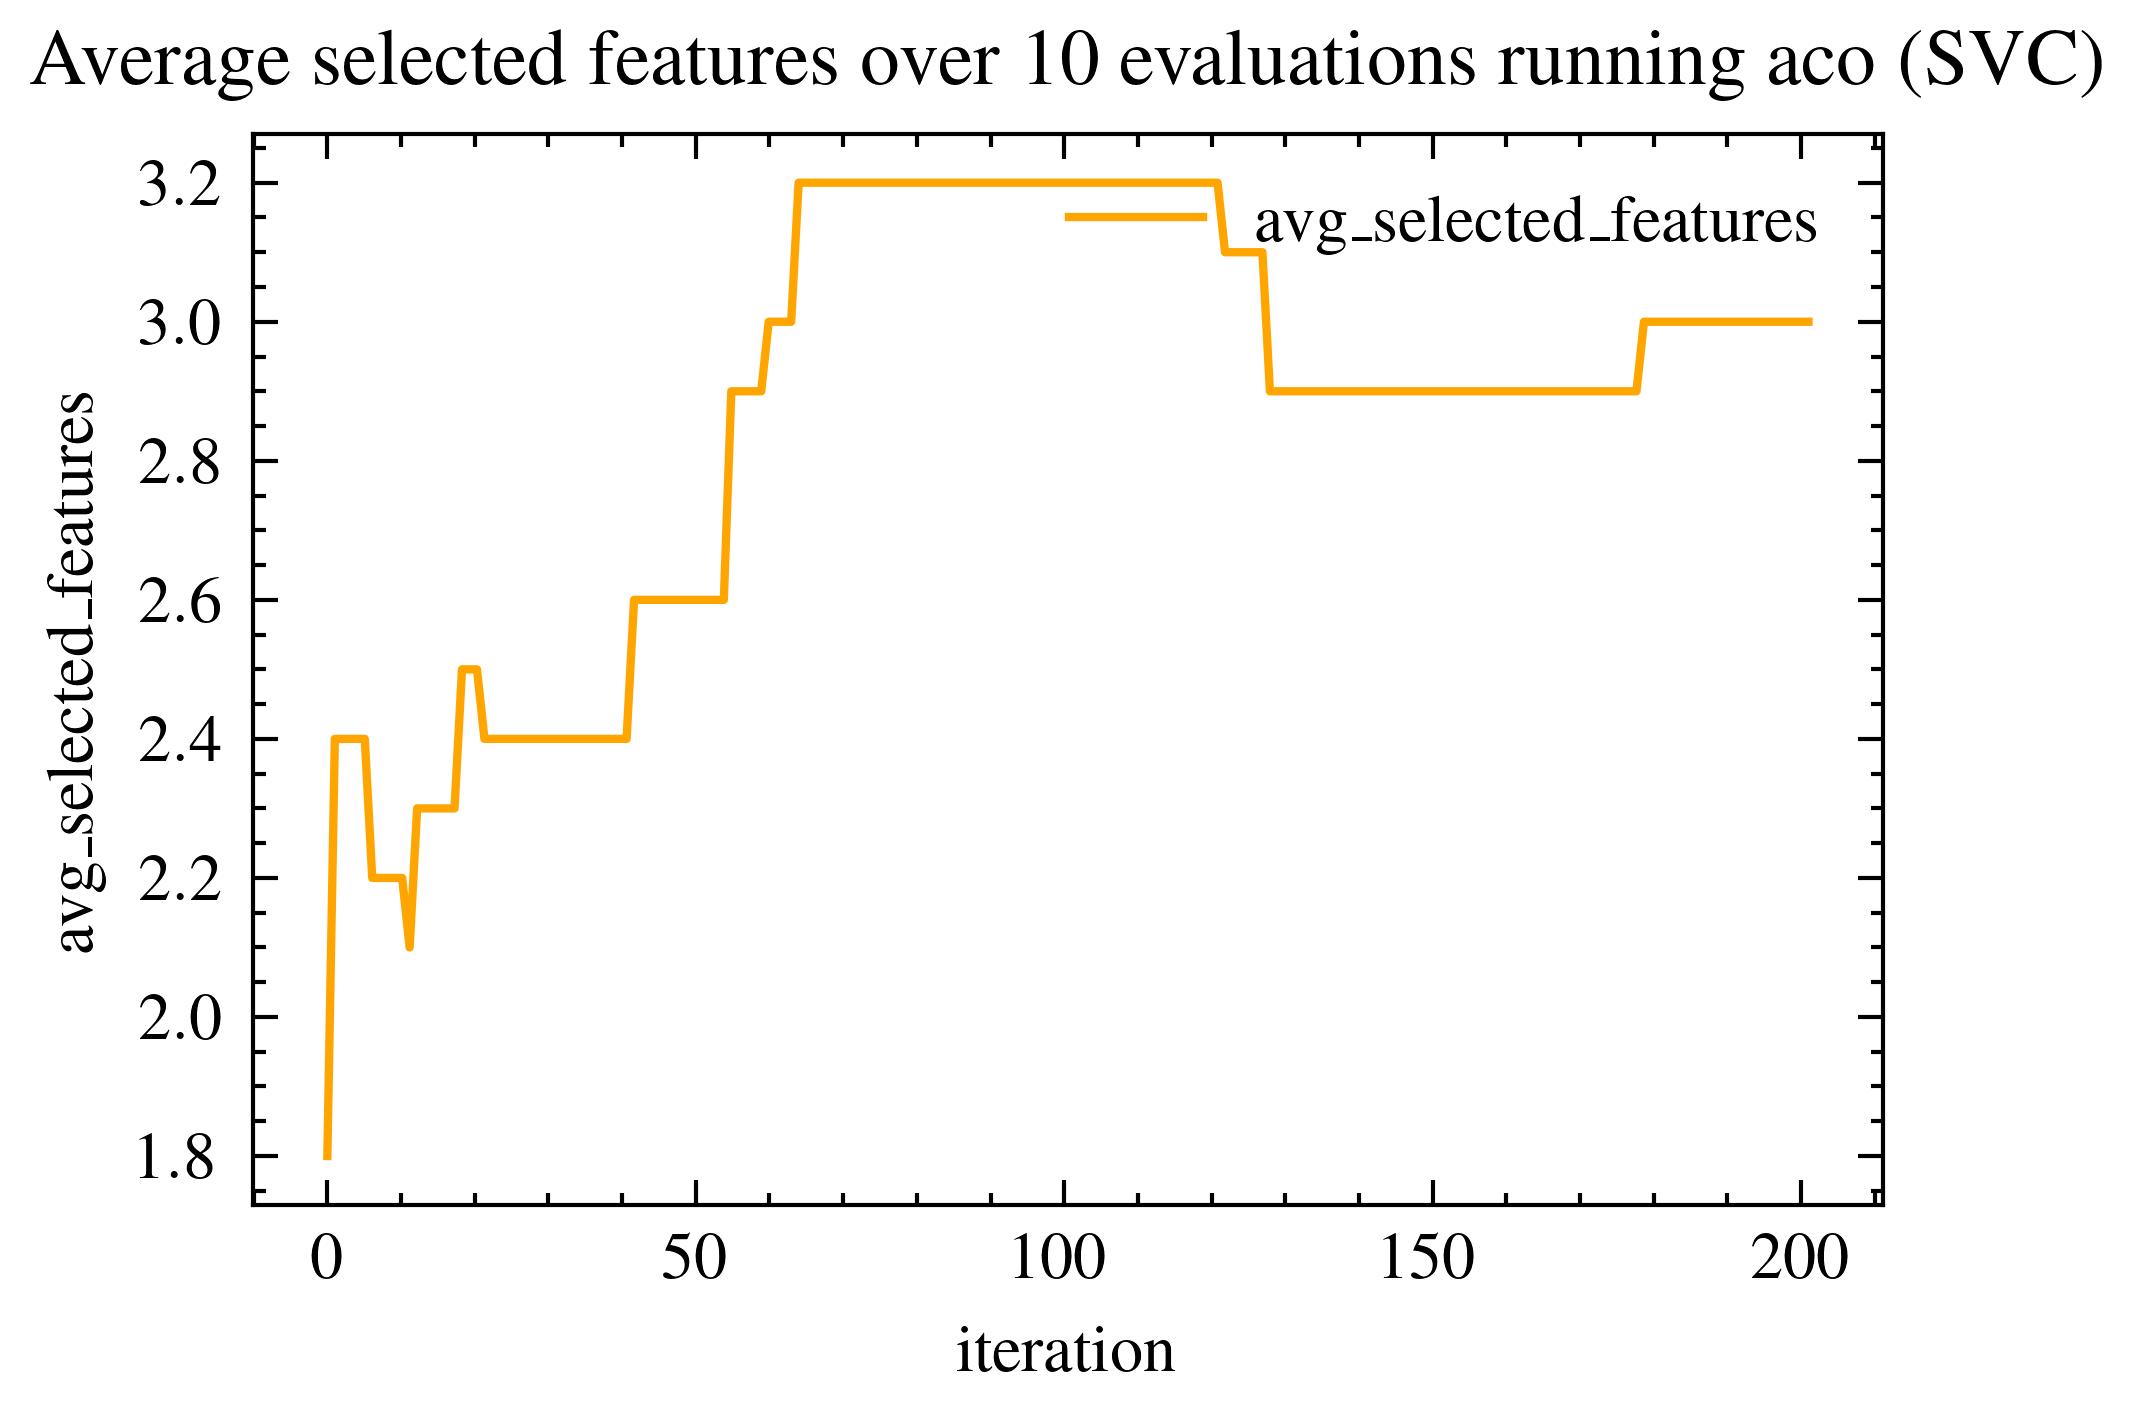 Average selected features over 10 evaluations running aco (SVC)
avg_selected_features
3.2
3.0
2.8
2.6
2.4
2.2
2.0
1.8
avg_selected_features
0 50 100 150 200
iteration